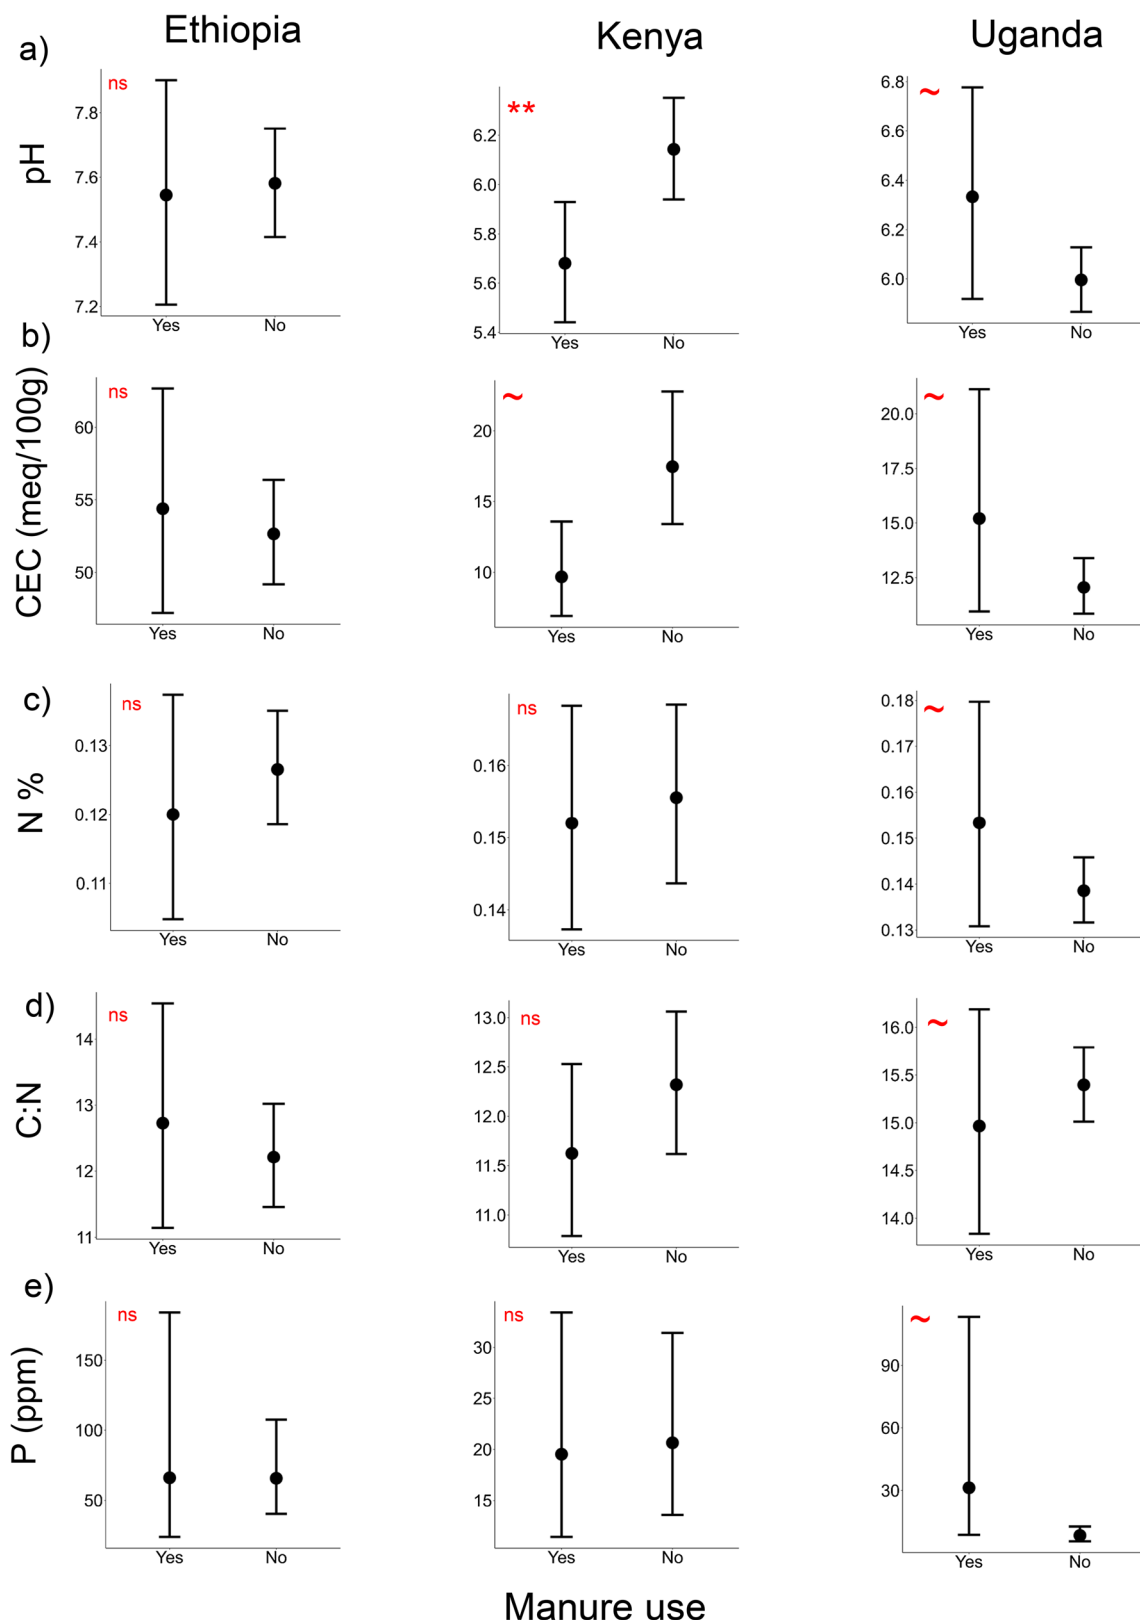 Ethiopia
Kenya
Uganda
a)
pH
ns
7.8
7.6
7.4
7.2
Yes No
**
6.2
6.0
5.8
5.6
5.4
Yes No
~
6.8
6.6
6.4
6.2
6.0
Yes No
b)
CEC (meq/100g)
ns
60
55
50
Yes No
~
20
15
10
Yes No
~
20.0
17.5
15.0
12.5
Yes No
c)
N %
ns
0.13
0.12
0.11
Yes No
ns
0.16
0.15
0.14
Yes No
~
0.18
0.17
0.16
0.15
0.14
0.13
Yes No
d)
C:N
ns
14
13
12
11
Yes No
ns
13.0
12.5
12.0
11.5
11.0
Yes No
~
16.0
15.5
15.0
14.5
14.0
Yes No
e)
P (ppm)
ns
150
100
50
Yes No
ns
30
25
20
15
Yes No
~
90
60
30
Yes No
Manure use